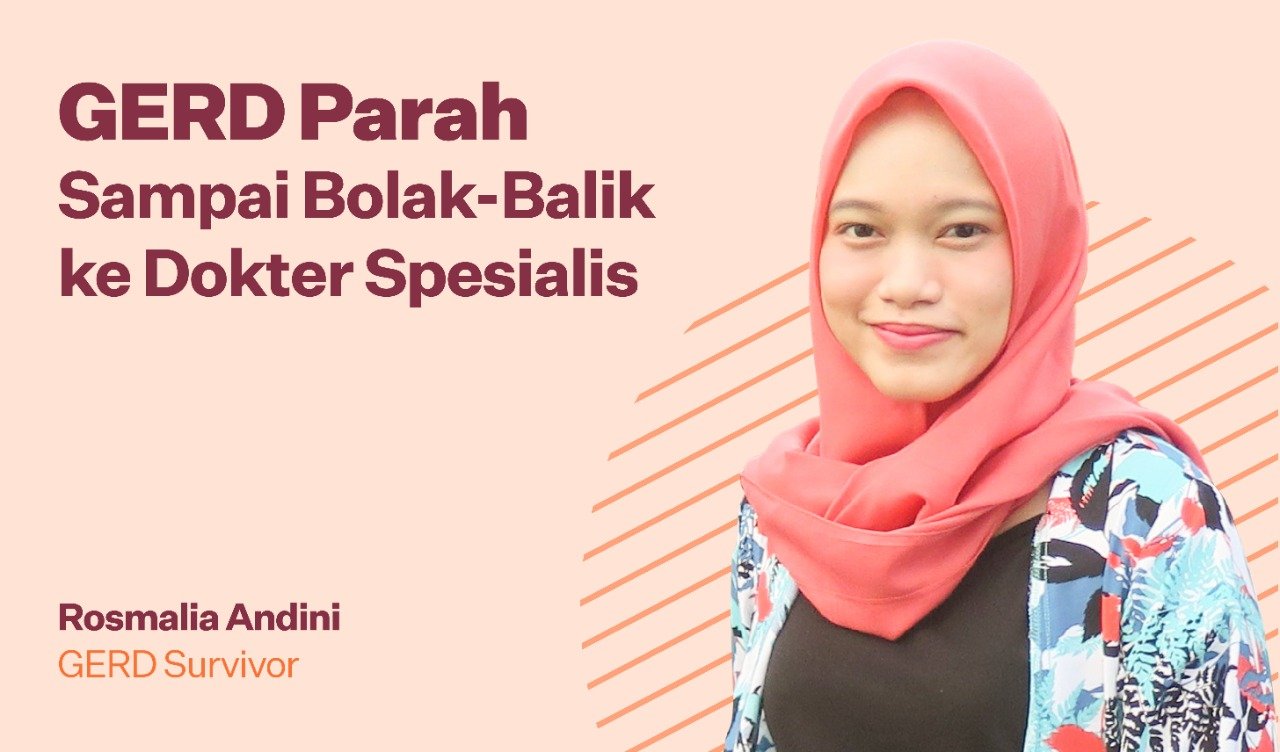 GERD Parah
Sampai Bolak-Balik
ke Dokter Spesialis
Rosmalia Andini
GERD Survivor